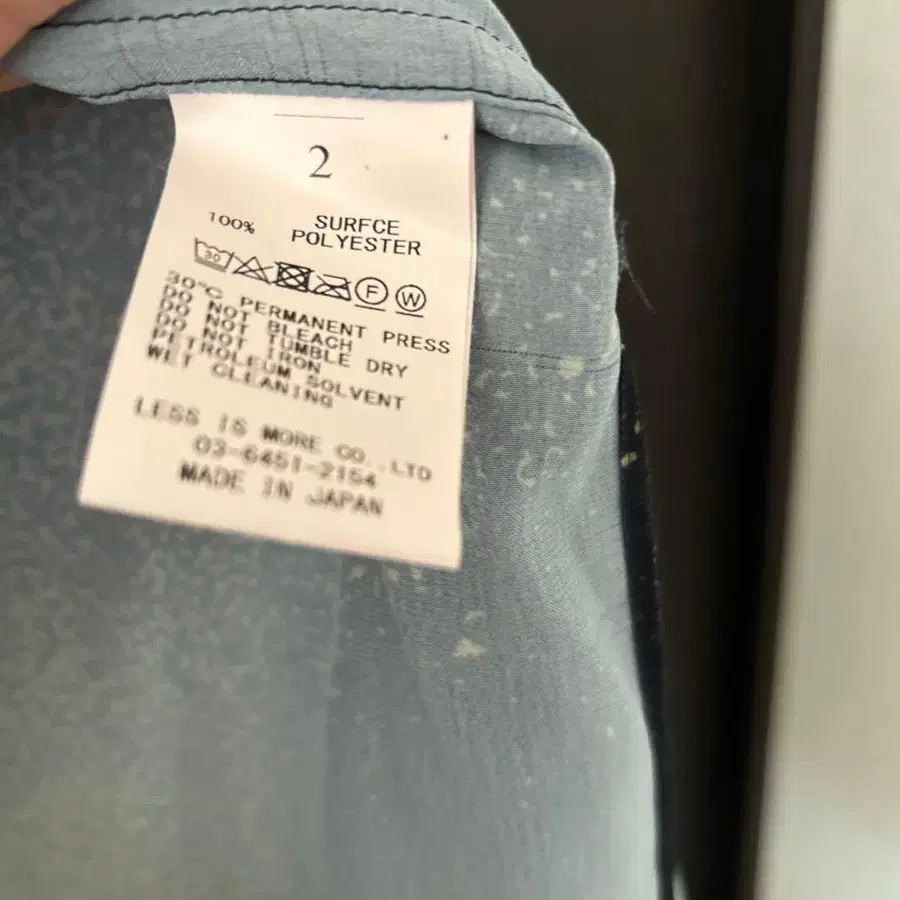 2
SURFCE
100% POLYESTER
30 F W
30°C PERMANENT PRESS
DO NOT BLEACH
DO NOT TUMBLE DRY
DO NOT IRON
PETROLEUM SOLVENT
WET CLEANING
LESS IS MORE CO.,LTD
03-6451-2154
MADE IN JAPAN